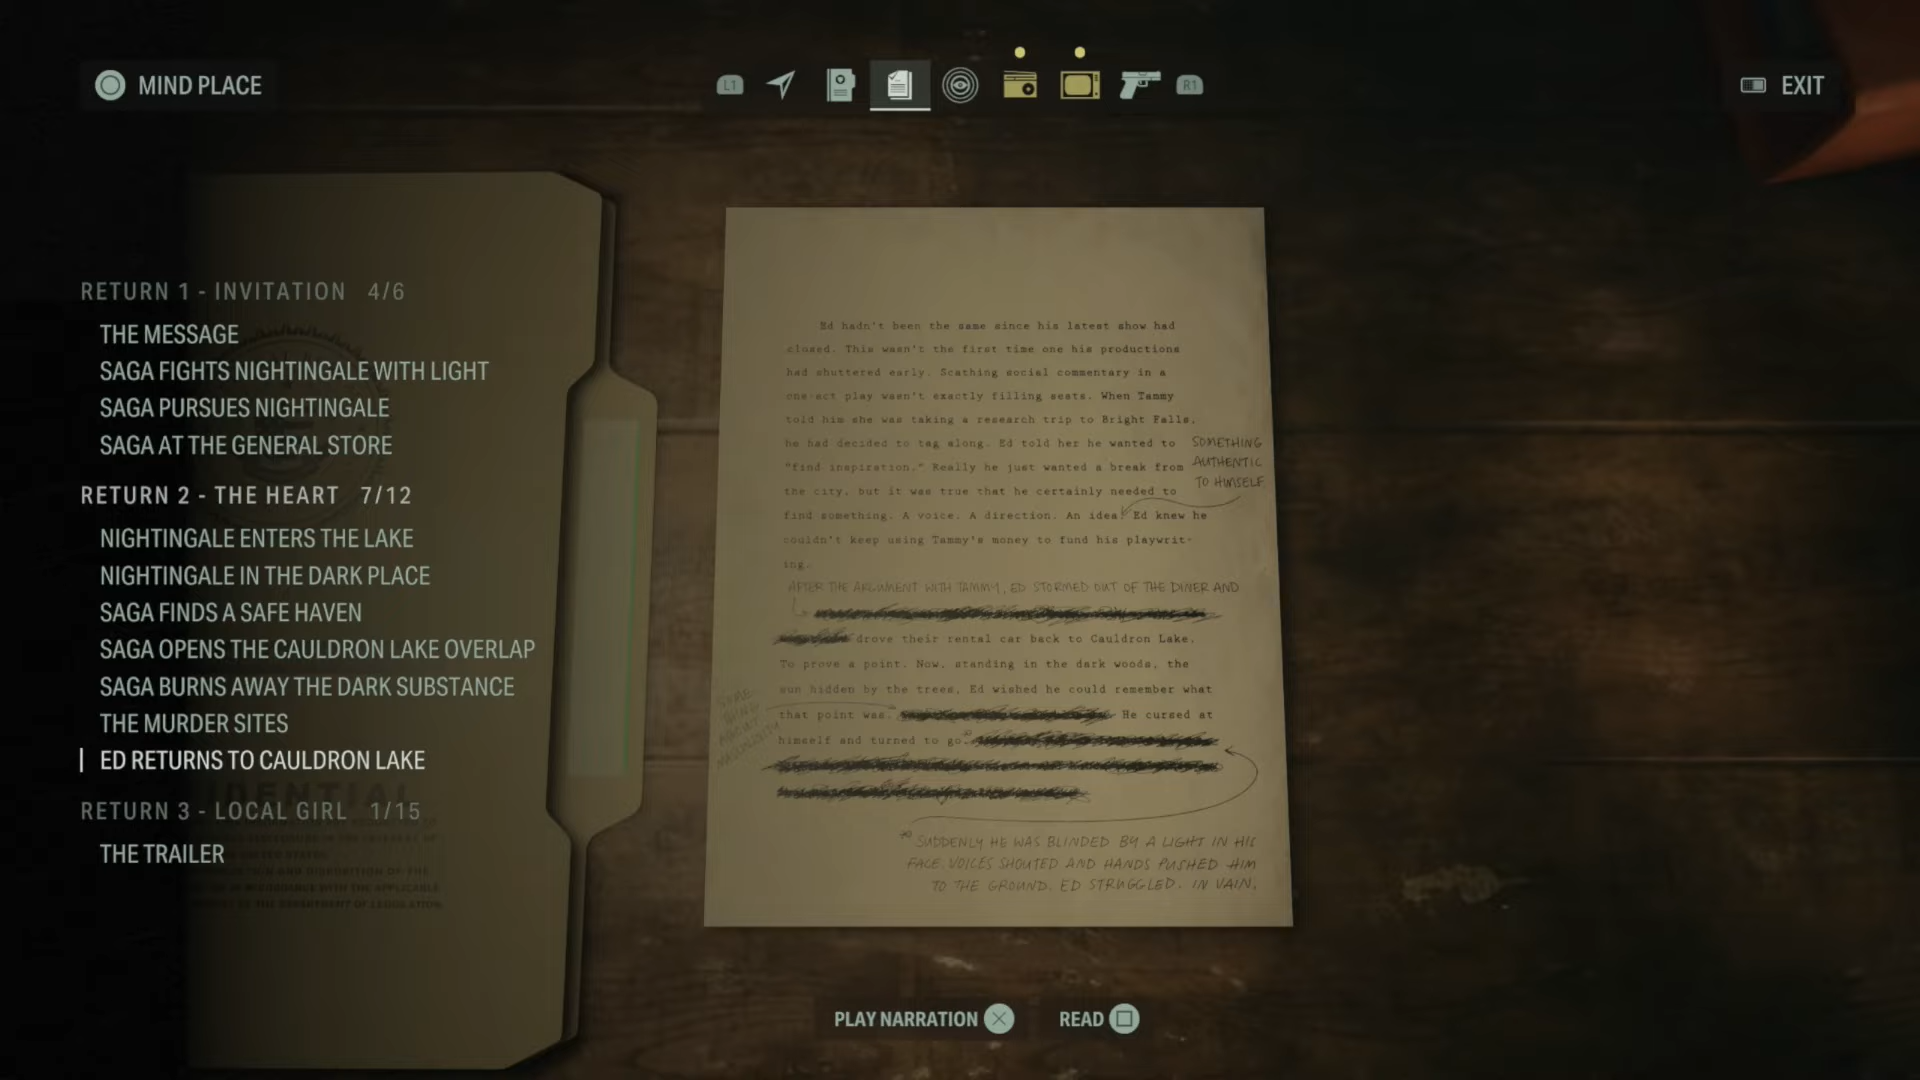 MIND PLACE
L1
R1
EXIT
RETURN 1 - INVITATION 4/6
THE MESSAGE
SAGA FIGHTS NIGHTINGALE WITH LIGHT
SAGA PURSUES NIGHTINGALE
SAGA AT THE GENERAL STORE
RETURN 2 - THE HEART 7/12
NIGHTINGALE ENTERS THE LAKE
NIGHTINGALE IN THE DARK PLACE
SAGA FINDS A SAFE HAVEN
SAGA OPENS THE CAULDRON LAKE OVERLAP
SAGA BURNS AWAY THE DARK SUBSTANCE
THE MURDER SITES
ED RETURNS TO CAULDRON LAKE
RETURN 3 - LOCAL GIRL 1/15
THE TRAILER
Ed hadn't been the same since his latest show had
closed. This wasn't the first time one his productions
had shuttered early. Scathing social commentary in a
one-act play wasn't exactly filling seats. When Tammy
told him she was taking a research trip to Bright Falls,
he had decided to tag along. Ed told her he wanted to
"find inspiration." Really he just wanted a break from
the city, but it was true that he certainly needed to
find something. A voice. A direction. An idea. Ed knew he
couldn't keep using Tammy's money to fund his playwrit-
ing.
SOMETHING
AUTHENTIC
TO HIMSELF
AFTER THE ARGUMENT WITH TAMMY, ED STORMED OUT OF THE DINER AND
drove their rental car back to Cauldron Lake.
To prove a point. Now, standing in the dark woods, the
sun hidden by the trees, Ed wished he could remember what
that point was. He cursed at
himself and turned to go.
SOME-
THING
ABOUT
* SUDDENLY HE WAS BLINDED BY A LIGHT IN HIS
FACE. VOICES SHOUTED AND HANDS PUSHED HIM
TO THE GROUND. ED STRUGGLED. IN VAIN.
PLAY NARRATION
READ